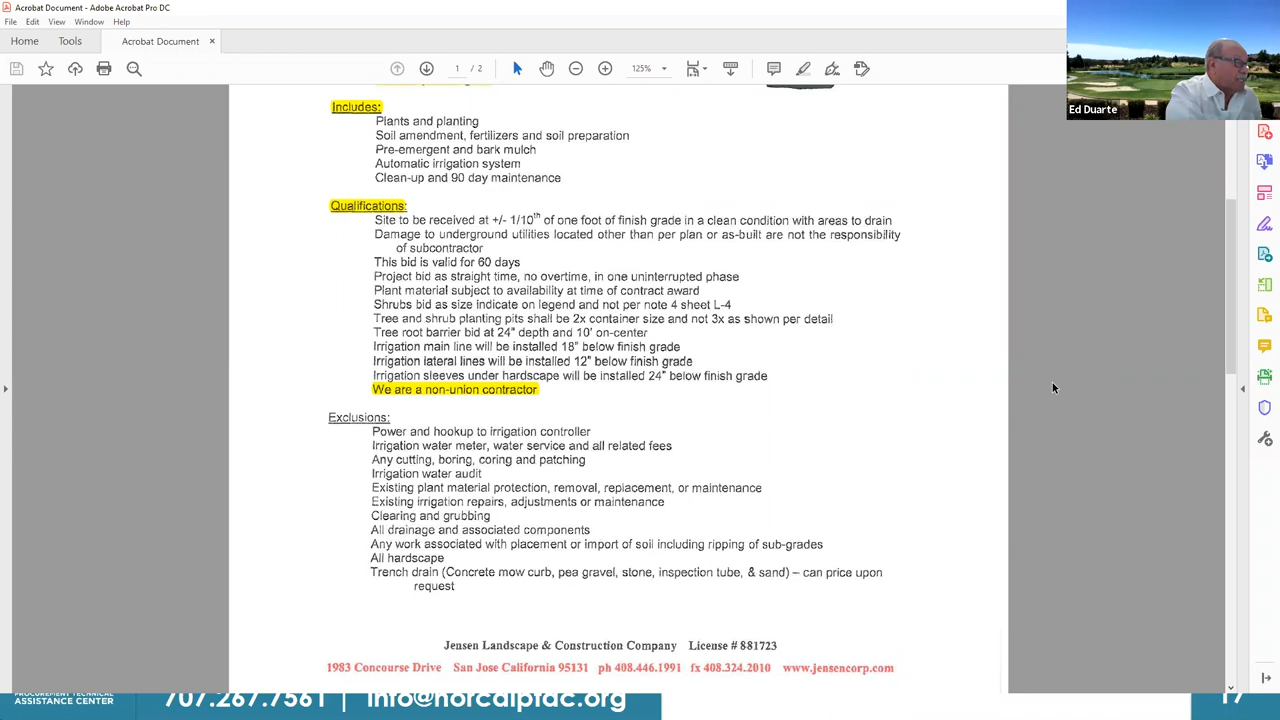 Acrobat Document - Adobe Acrobat Pro DC
File Edit View Window Help
Home Tools Acrobat Document ×
/ 2 125%
Ed Duarte
Includes:
Plants and planting
Soil amendment, fertilizers and soil preparation
Pre-emergent and bark mulch
Automatic irrigation system
Clean-up and 90 day maintenance
Qualifications:
Site to be received at +/- 1/10th of one foot of finish grade in a clean condition with areas to drain
Damage to underground utilities located other than per plan or as-built are not the responsibility
of subcontractor
This bid is valid for 60 days
Project bid as straight time, no overtime, in one uninterrupted phase
Plant material subject to availability at time of contract award
Shrubs bid as size indicate on legend and not per note 4 sheet L-4
Tree and shrub planting pits shall be 2x container size and not 3x as shown per detail
Tree root barrier bid at 24" depth and 10' on-center
Irrigation main line will be installed 18" below finish grade
Irrigation lateral lines will be installed 12" below finish grade
Irrigation sleeves under hardscape will be installed 24" below finish grade
We are a non-union contractor
Exclusions:
Power and hookup to irrigation controller
Irrigation water meter, water service and all related fees
Any cutting, boring, coring and patching
Irrigation water audit
Existing plant material protection, removal, replacement, or maintenance
Existing irrigation repairs, adjustments or maintenance
Clearing and grubbing
All drainage and associated components
Any work associated with placement or import of soil including ripping of sub-grades
All hardscape
Trench drain (Concrete mow curb, pea gravel, stone, inspection tube, & sand) – can price upon
request
Jensen Landscape & Construction Company License # 881723
1983 Concourse Drive San Jose California 95131 ph 408.446.1991 fx 408.324.2010 www.jensencorp.com
PROCUREMENT TECHNICAL
ASSISTANCE CENTER
707.267.7561 | info@norcalptac.org
17